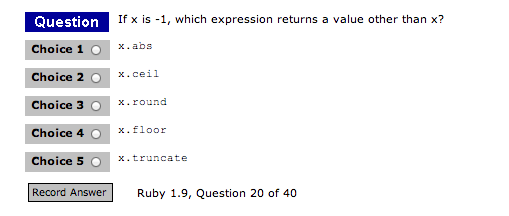 Question If x is -1, which expression returns a value other than x?
Choice 1 x.abs
Choice 2 x.ceil
Choice 3 x.round
Choice 4 x.floor
Choice 5 x.truncate
Record Answer Ruby 1.9, Question 20 of 40